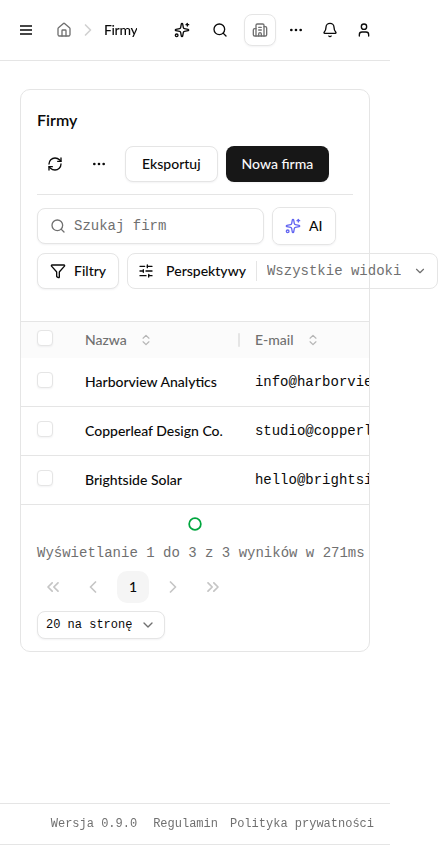 Firmy
Firmy
Eksportuj Nowa firma
Szukaj firm AI
Filtry Perspektywy Wszystkie widoki
Nazwa E-mail
Harborview Analytics info@harborvie
Copperleaf Design Co. studio@copperl
Brightside Solar hello@brightsi
Wyświetlanie 1 do 3 z 3 wyników w 271ms
1
20 na stronę
Wersja 0.9.0 Regulamin Polityka prywatności